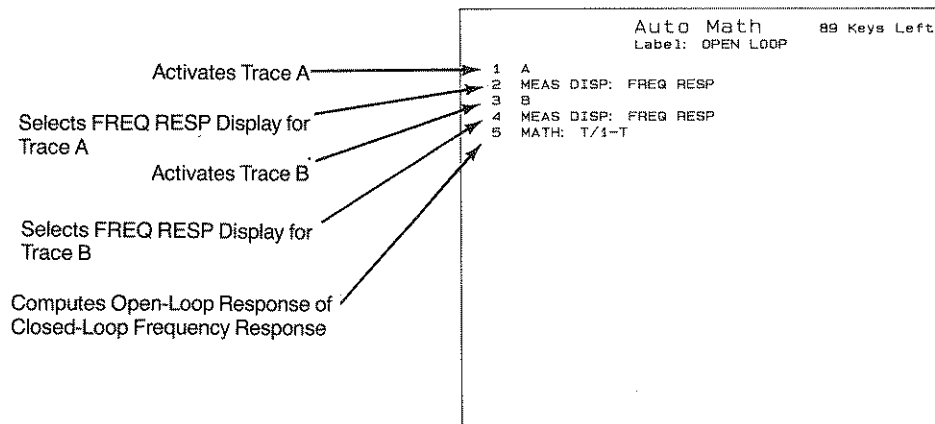 Auto Math 89 Keys Left
Label: OPEN LOOP
Activates Trace A
1 A
2 MEAS DISP: FREQ RESP
Selects FREQ RESP Display for
Trace A
3 B
4 MEAS DISP: FREQ RESP
Activates Trace B
5 MATH: T/1-T
Selects FREQ RESP Display for
Trace B
Computes Open-Loop Response of
Closed-Loop Frequency Response